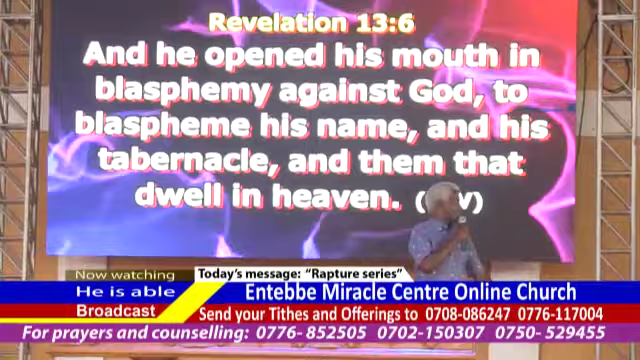 Revelation 13:6
And he opened his mouth in
blasphemy against God, to
blaspheme his name, and his
tabernacle, and them that
dwell in heaven.
Now watching
Today's message: "Rapture series"
He is able
Entebbe Miracle Centre Online Church
Broadcast
Send your Tithes and Offerings to 0708-086247 0776-117004
For prayers and counselling: 0776-852505 0702-150307 0750-529455